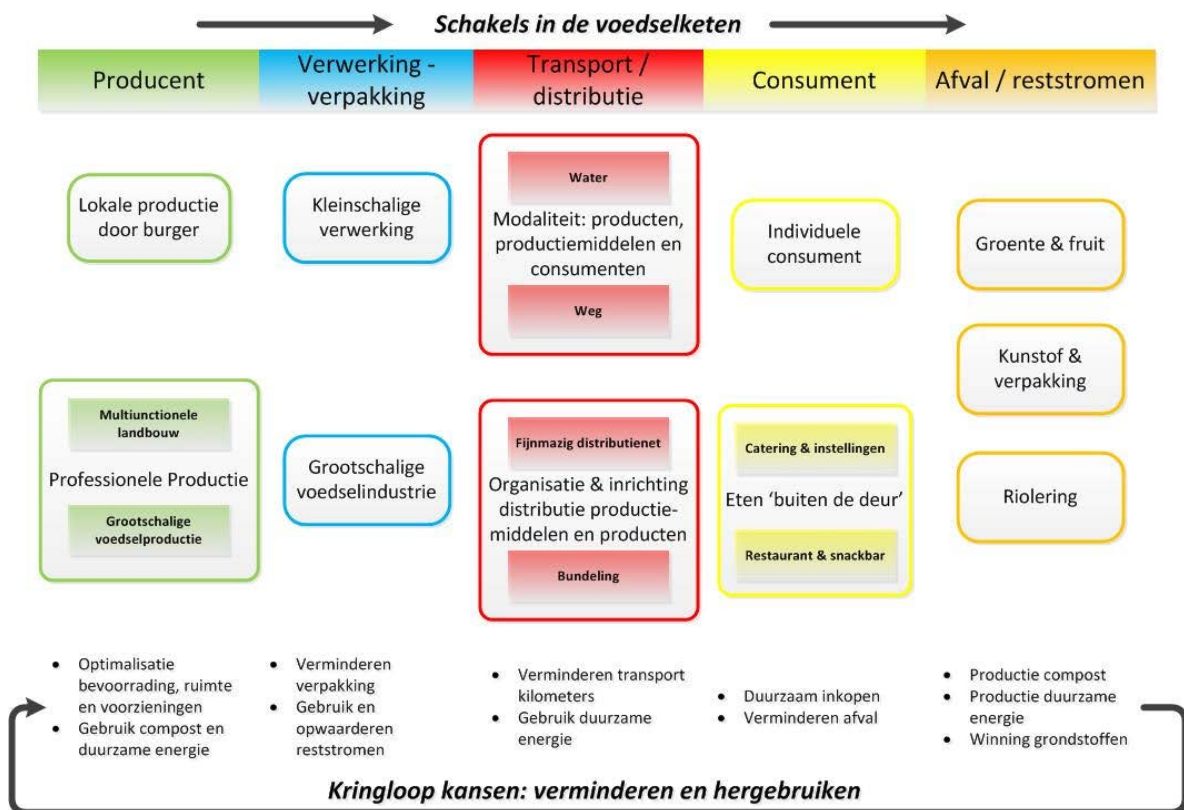 Schakels in de voedselketen
Producent
Verwerking -
verpakking
Transport /
distributie
Consument
Afval / reststromen
Lokale productie
door burger
Multiunctionele
landbouw
Professionele Productie
Grootschalige
voedselproductie
Kleinschalige
verwerking
Grootschalige
voedselindustrie
Water
Modaliteit: producten,
productiemiddelen en
consumenten
Weg
Fijnmazig distributienet
Organisatie & inrichting
distributie productie-
middelen en producten
Bundeling
Individuele
consument
Catering & instellingen
Eten ‘buiten de deur’
Restaurant & snackbar
Groente & fruit
Kunstof &
verpakking
Riolering
• Optimalisatie
bevoorrading, ruimte
en voorzieningen
• Gebruik compost en
duurzame energie
• Verminderen
verpakking
• Gebruik en
opwaarderen
reststromen
• Verminderen transport
kilometers
• Gebruik duurzame
energie
• Duurzaam inkopen
• Verminderen afval
• Productie compost
• Productie duurzame
energie
• Winning grondstoffen
Kringloop kansen: verminderen en hergebruiken